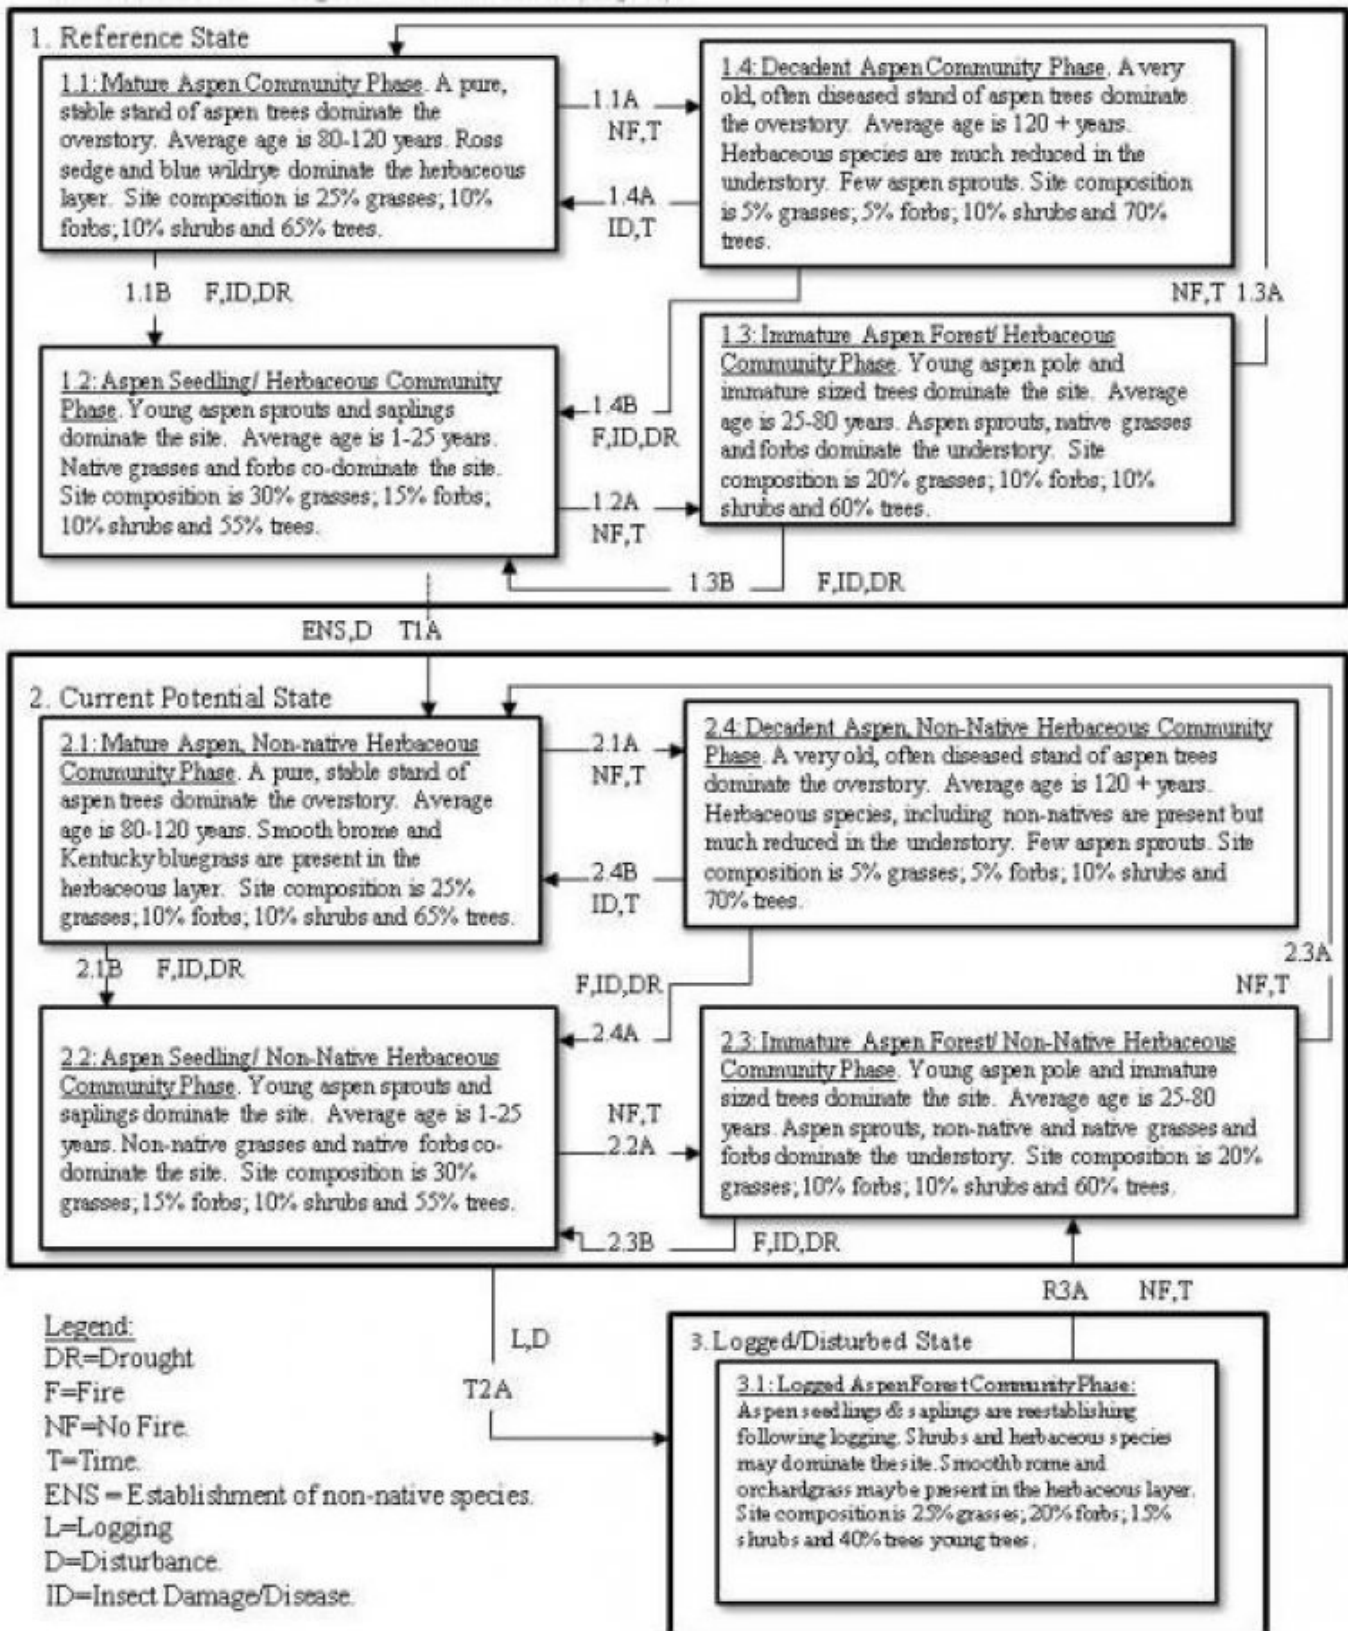 1. Reference State
1.1: Mature Aspen Community Phase. A pure,
stable stand of aspen trees dominate the
overstory. Average age is 80-120 years. Ross
sedge and blue wildrye dominate the herbaceous
layer. Site composition is 25% grasses; 10%
forbs; 10% shrubs and 65% trees.
1.1A
NF,T
1.4A
ID,T
1.4: Decadent Aspen Community Phase. A very
old, often diseased stand of aspen trees dominate
the overstory. Average age is 120 + years.
Herbaceous species are much reduced in the
understory. Few aspen sprouts. Site composition
is 5% grasses; 5% forbs; 10% shrubs and 70%
trees.
1.1B F,ID,DR
NF,T 1.3A
1.2: Aspen Seedling/ Herbaceous Community
Phase. Young aspen sprouts and saplings
dominate the site. Average age is 1-25 years.
Native grasses and forbs co-dominate the site.
Site composition is 30% grasses; 15% forbs;
10% shrubs and 55% trees.
1.4B
F,ID,DR
1.2A
NF,T
1.3: Immature Aspen Forest/ Herbaceous
Community Phase. Young aspen pole and
immature sized trees dominate the site. Average
age is 25-80 years. Aspen sprouts, native grasses
and forbs dominate the understory. Site
composition is 20% grasses; 10% forbs; 10%
shrubs and 60% trees.
1.3B F,ID,DR
ENS,D T1A
2. Current Potential State
2.1: Mature Aspen, Non-native Herbaceous
Community Phase. A pure, stable stand of
aspen trees dominate the overstory. Average
age is 80-120 years. Smooth brome and
Kentucky bluegrass are present in the
herbaceous layer. Site composition is 25%
grasses; 10% forbs; 10% shrubs and 65% trees.
2.1A
NF,T
2.4B
ID,T
2.4: Decadent Aspen, Non-Native Herbaceous Community
Phase. A very old, often diseased stand of aspen trees
dominate the overstory. Average age is 120 + years.
Herbaceous species, including non-natives are present but
much reduced in the understory. Few aspen sprouts. Site
composition is 5% grasses; 5% forbs; 10% shrubs and
70% trees.
2.1B F,ID,DR
F,ID,DR
2.4A
2.3A
NF,T
2.2: Aspen Seedling/ Non-Native Herbaceous
Community Phase. Young aspen sprouts and
saplings dominate the site. Average age is 1-25
years. Non-native grasses and native forbs co-
dominate the site. Site composition is 30%
grasses; 15% forbs; 10% shrubs and 55% trees.
NF,T
2.2A
2.3: Immature Aspen Forest/ Non-Native Herbaceous
Community Phase. Young aspen pole and immature
sized trees dominate the site. Average age is 25-80
years. Aspen sprouts, non-native and native grasses and
forbs dominate the understory. Site composition is 20%
grasses; 10% forbs; 10% shrubs and 60% trees.
2.3B F,ID,DR
R3A NF,T
L,D
T2A
3. Logged/Disturbed State
3.1: Logged Aspen Forest Community Phase:
Aspen seedlings & saplings are reestablishing
following logging. Shrubs and herbaceous species
may dominate the site. Smooth brome and
orchardgrass maybe present in the herbaceous layer.
Site composition is 25% grasses; 20% forbs; 15%
shrubs and 40% trees young trees.
Legend:
DR=Drought
F=Fire
NF=No Fire.
T=Time.
ENS = Establishment of non-native species.
L=Logging
D=Disturbance.
ID=Insect Damage/Disease.